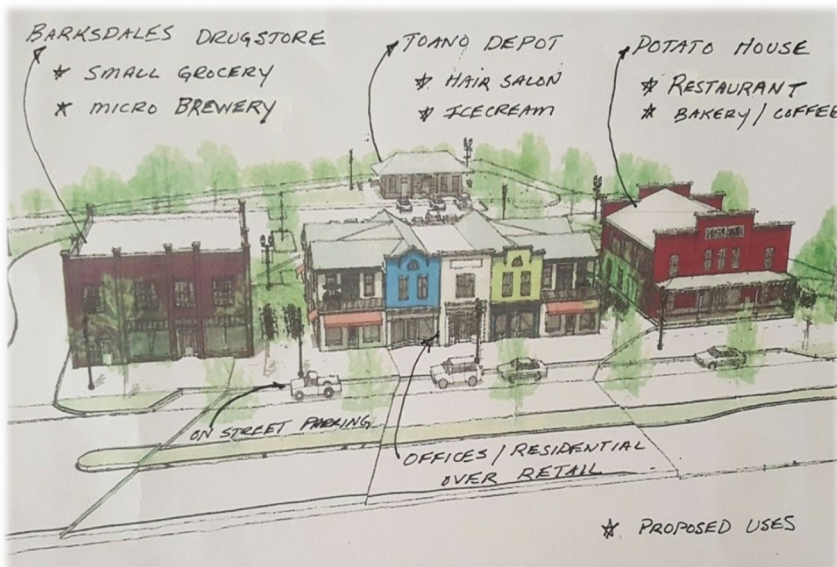 BARKSDALES DRUGSTORE
* SMALL GROCERY
* MICRO BREWERY
TOANO DEPOT
* HAIR SALON
* ICECREAM
POTATO HOUSE
* RESTAURANT
* BAKERY/COFFEE
ON STREET PARKING
OFFICES/RESIDENTIAL
OVER RETAIL
* PROPOSED USES